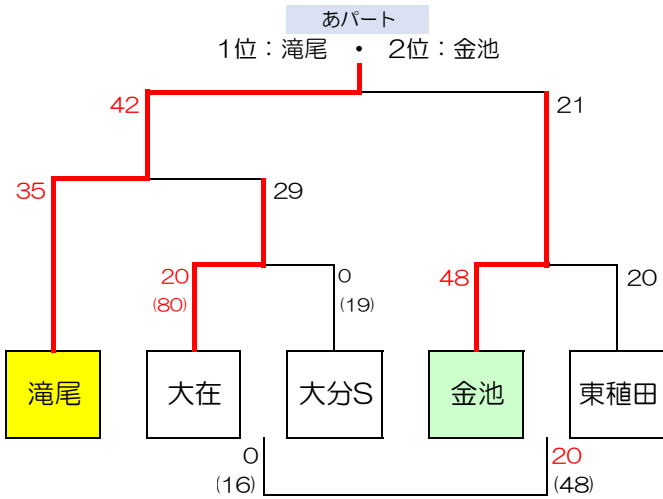 あパート
1位：滝尾 ・ 2位：金池
42 21
35 29
20 0 48 20
(80) (19)
滝尾 大在 大分S 金池 東稙田
0 20
(16) (48)